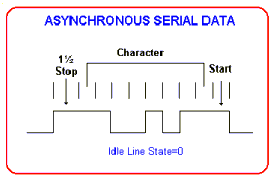 ASYNCHRONOUS SERIAL DATA
Character
1½
Stop
Start
Idle Line State=0